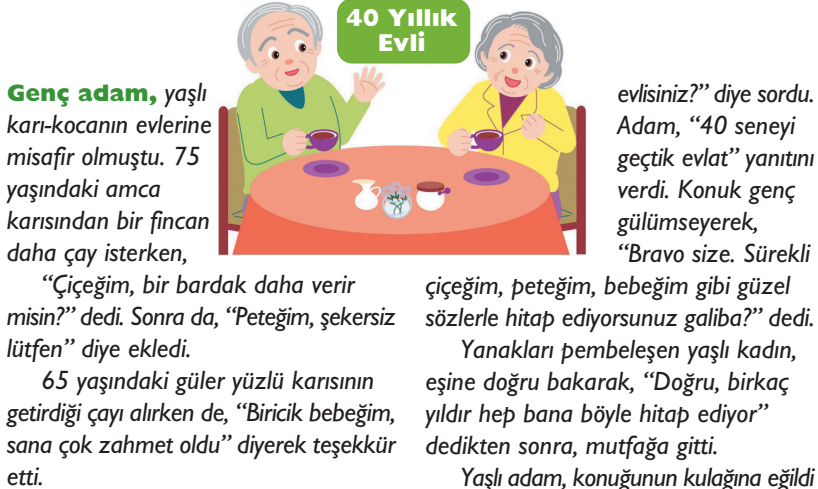 40 Yıllık
Evli
Genç adam, yaşlı
karı-kocanın evlerine
misafir olmuştu. 75
yaşındaki amca
karısından bir fincan
daha çay isterken,
“Çiçeğim, bir bardak daha verir
misin?” dedi. Sonra da, “Peteğim, şekersiz
lütfen” diye ekledi.
65 yaşındaki güler yüzlü karısının
getirdiği çayı alırken de, “Biricik bebeğim,
sana çok zahmet oldu” diyerek teşekkür
etti.
evlisiniz?” diye sordu.
Adam, “40 seneyi
geçtik evlat” yanıtını
verdi. Konuk genç
gülümseyerek,
“Bravo size. Sürekli
çiçeğim, peteğim, bebeğim gibi güzel
sözlerle hitap ediyorsunuz galiba?” dedi.
Yanakları pembeleşen yaşlı kadın,
eşine doğru bakarak, “Doğru, birkaç
yıldır hep bana böyle hitap ediyor”
dedikten sonra, mutfağa gitti.
Yaşlı adam, konuğunun kulağına eğildi